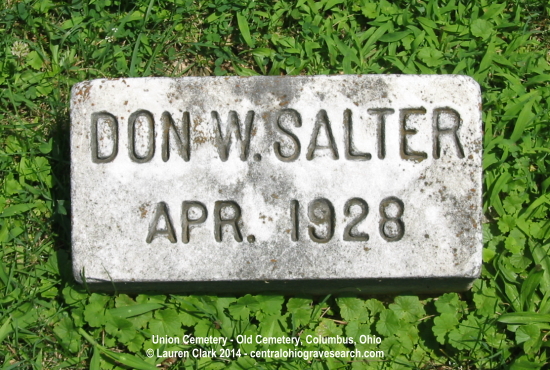 DON W. SALTER
APR. 1928
Union Cemetery - Old Cemetery, Columbus, Ohio
© Lauren Clark 2014 - centralohiogravesearch.com